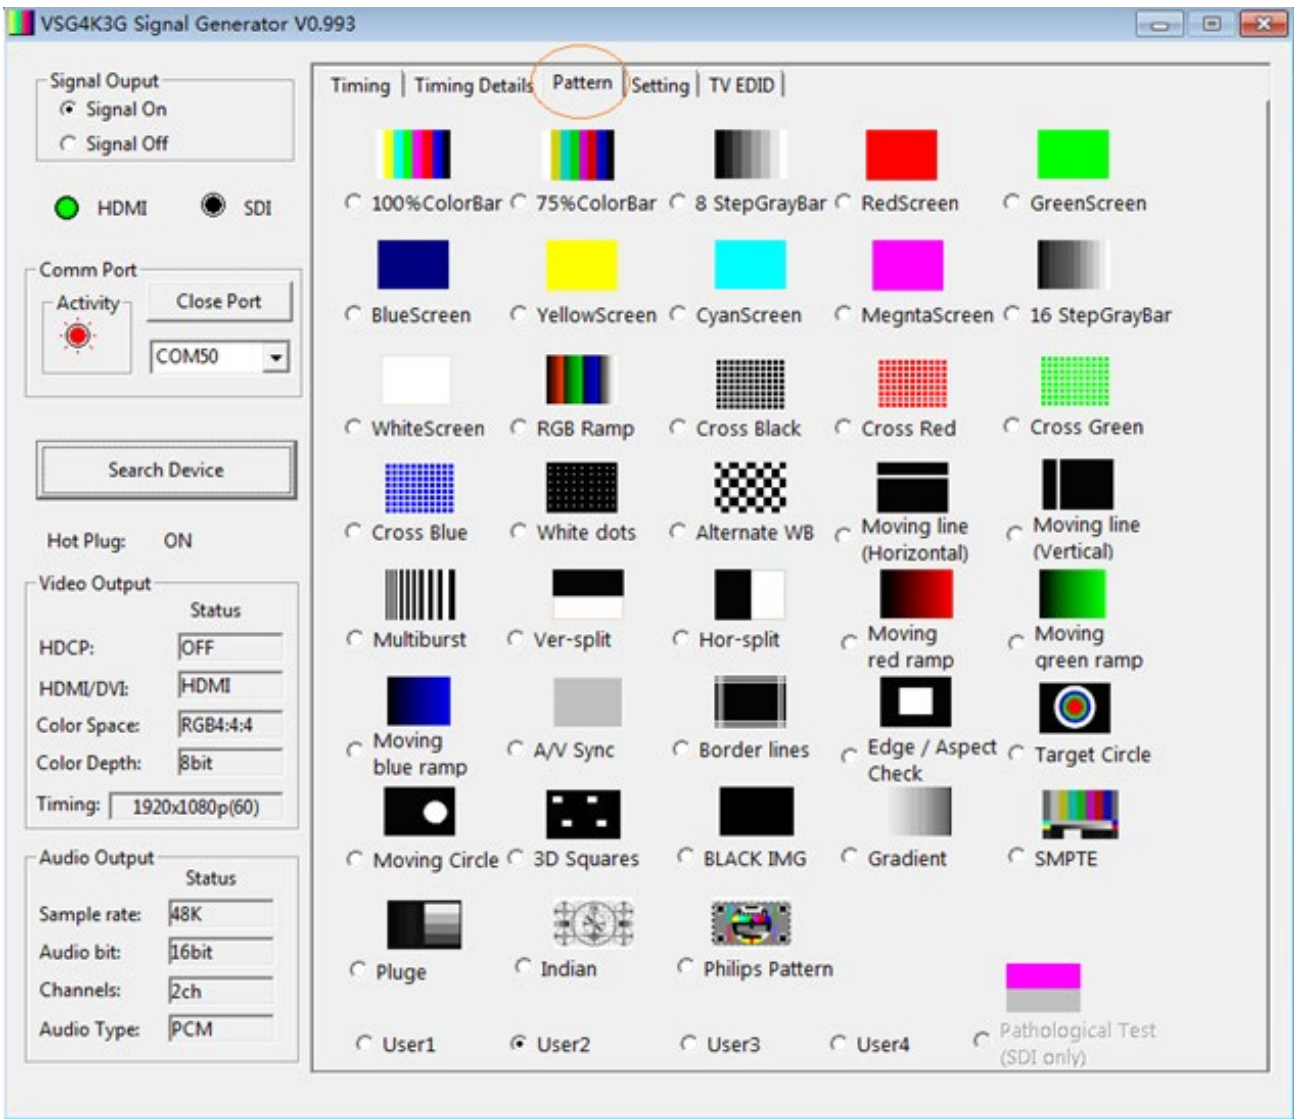 VSG4K3G Signal Generator V0.993
Signal Ouput
Signal On
Signal Off
HDMI SDI
Comm Port
Activity
Close Port
COM50
Search Device
Hot Plug: ON
Video Output
Status
HDCP: OFF
HDMI/DVI: HDMI
Color Space: RGB4:4:4
Color Depth: 8bit
Timing: 1920x1080p(60)
Audio Output
Status
Sample rate: 48K
Audio bit: 16bit
Channels: 2ch
Audio Type: PCM
Timing Timing Details Pattern Setting TV EDID
100%ColorBar 75%ColorBar 8 StepGrayBar RedScreen GreenScreen
BlueScreen YellowScreen CyanScreen MegntaScreen 16 StepGrayBar
WhiteScreen RGB Ramp Cross Black Cross Red Cross Green
Cross Blue White dots Alternate WB Moving line Moving line
(Horizontal) (Vertical)
Multiburst Ver-split Hor-split Moving Moving
red ramp green ramp
Moving A/V Sync Border lines Edge / Aspect Target Circle
blue ramp Check
Moving Circle 3D Squares BLACK IMG Gradient SMPTE
Pluge Indian Philips Pattern
User1 User2 User3 User4 Pathological Test
(SDI only)